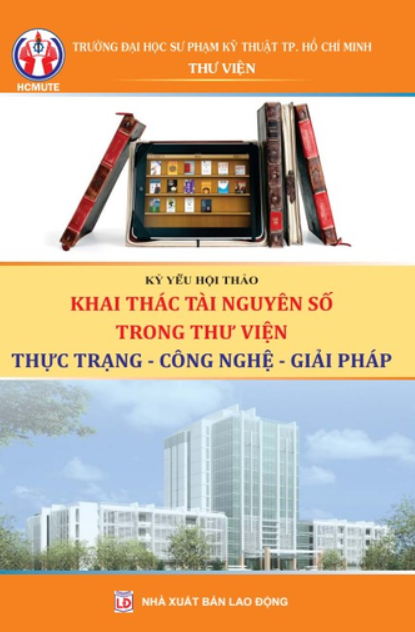 TRƯỜNG ĐẠI HỌC SƯ PHẠM KỸ THUẬT TP. HỒ CHÍ MINH
THƯ VIỆN
HCMUTE
KỶ YẾU HỘI THẢO
KHAI THÁC TÀI NGUYÊN SỐ
TRONG THƯ VIỆN
THỰC TRẠNG - CÔNG NGHỆ - GIẢI PHÁP
LĐ
NHÀ XUẤT BẢN LAO ĐỘNG